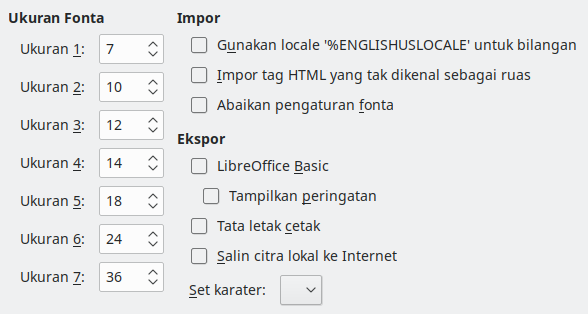 Ukuran Fonta
Ukuran 1: 7
Ukuran 2: 10
Ukuran 3: 12
Ukuran 4: 14
Ukuran 5: 18
Ukuran 6: 24
Ukuran 7: 36
Impor
Gunakan locale '%ENGLISHUSLOCALE' untuk bilangan
Impor tag HTML yang tak dikenal sebagai ruas
Abaikan pengaturan fonta
Ekspor
LibreOffice Basic
Tampilkan peringatan
Tata letak cetak
Salin citra lokal ke Internet
Set karater: